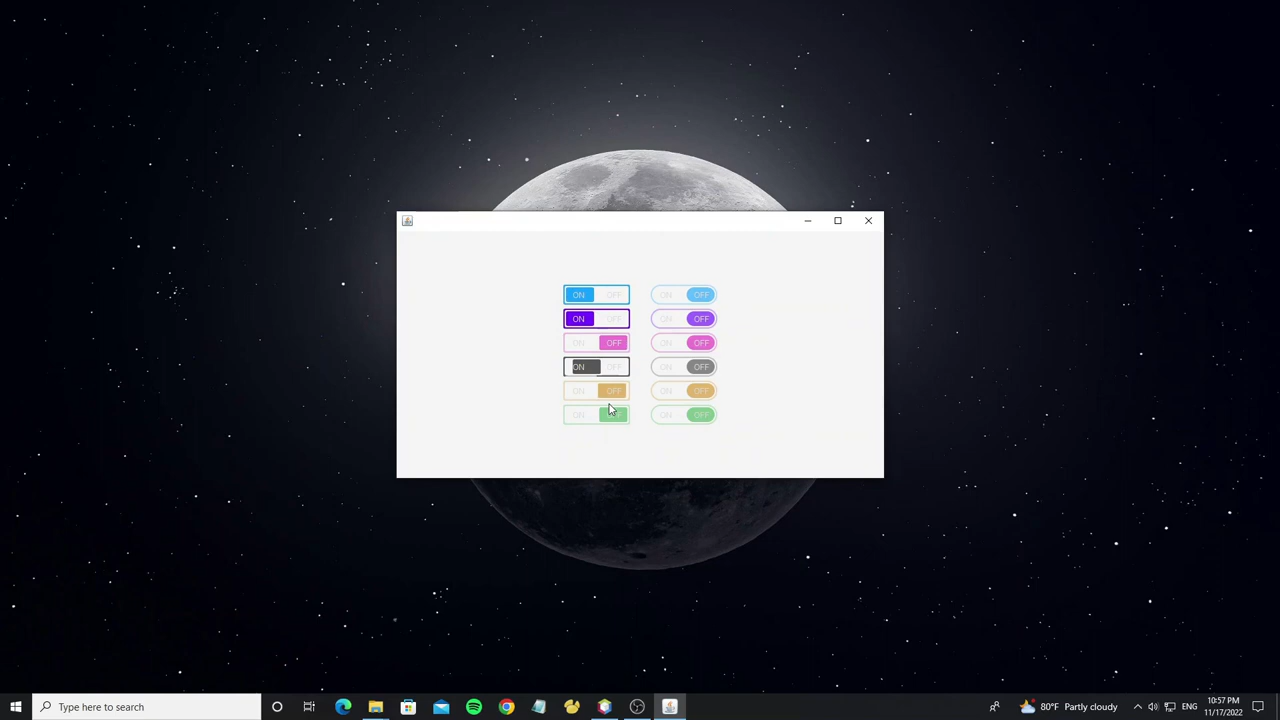 ON OFF ON OFF
ON OFF ON OFF
ON OFF ON OFF
ON OFF ON OFF
ON OFF ON OFF
ON OFF ON OFF
Type here to search
80°F Partly cloudy
ENG
10:57 PM
11/17/2022